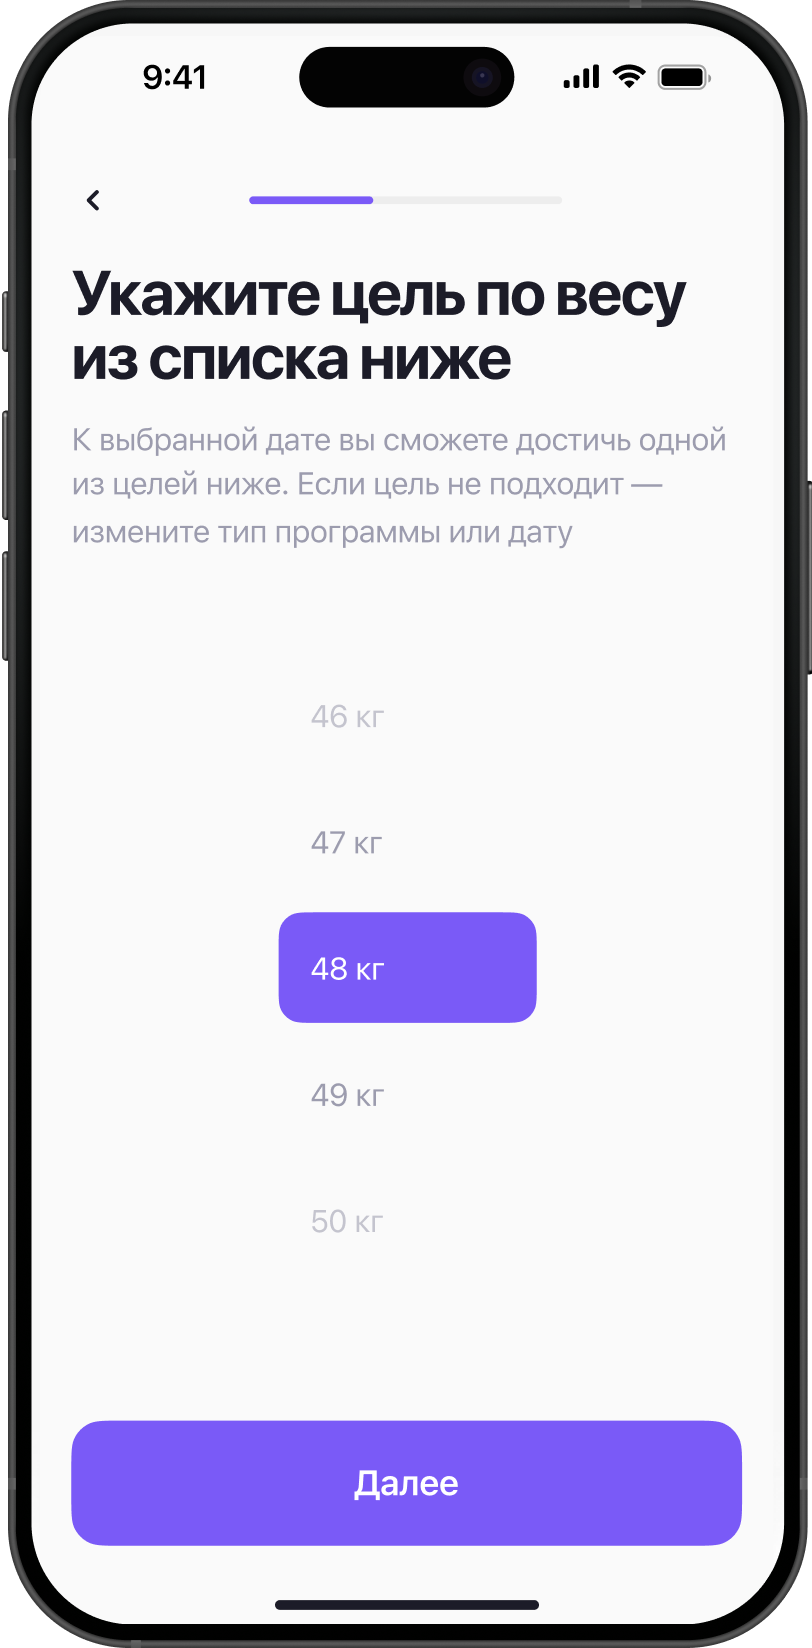 9:41
Укажите цель по весу
из списка ниже
К выбранной дате вы сможете достичь одной
из целей ниже. Если цель не подходит —
измените тип программы или дату
46 кг
47 кг
48 кг
49 кг
50 кг
Далее